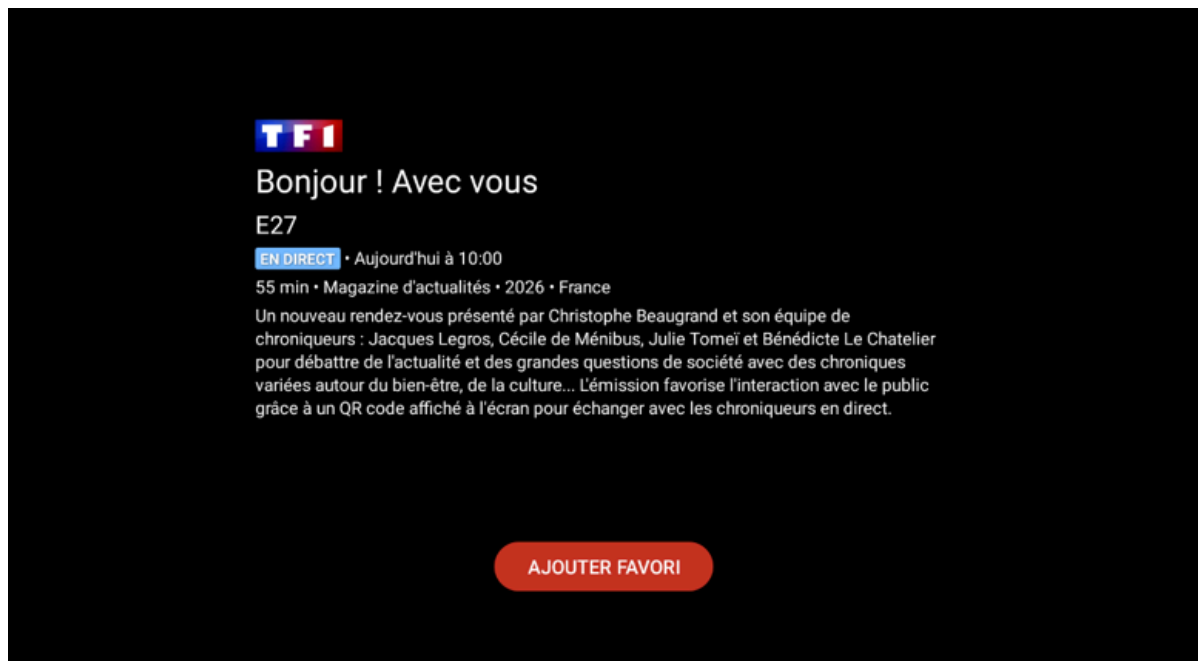 TF1
Bonjour ! Avec vous
E27
EN DIRECT • Aujourd'hui à 10:00
55 min • Magazine d'actualités • 2026 • France
Un nouveau rendez-vous présenté par Christophe Beaugrand et son équipe de
chroniqueurs : Jacques Legros, Cécile de Ménibus, Julie Tomeï et Bénédicte Le Chatelier
pour débattre de l'actualité et des grandes questions de société avec des chroniques
variées autour du bien-être, de la culture... L'émission favorise l'interaction avec le public
grâce à un QR code affiché à l'écran pour échanger avec les chroniqueurs en direct.
AJOUTER FAVORI